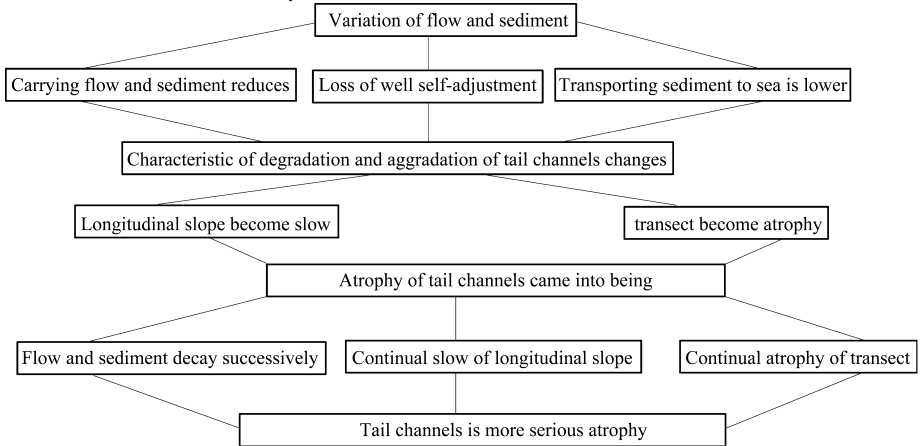 Variation of flow and sediment
Carrying flow and sediment reduces
Loss of well self-adjustment
Transporting sediment to sea is lower
Characteristic of degradation and aggradation of tail channels changes
Longitudinal slope become slow
transect become atrophy
Atrophy of tail channels came into being
Flow and sediment decay successively
Continual slow of longitudinal slope
Continual atrophy of transect
Tail channels is more serious atrophy